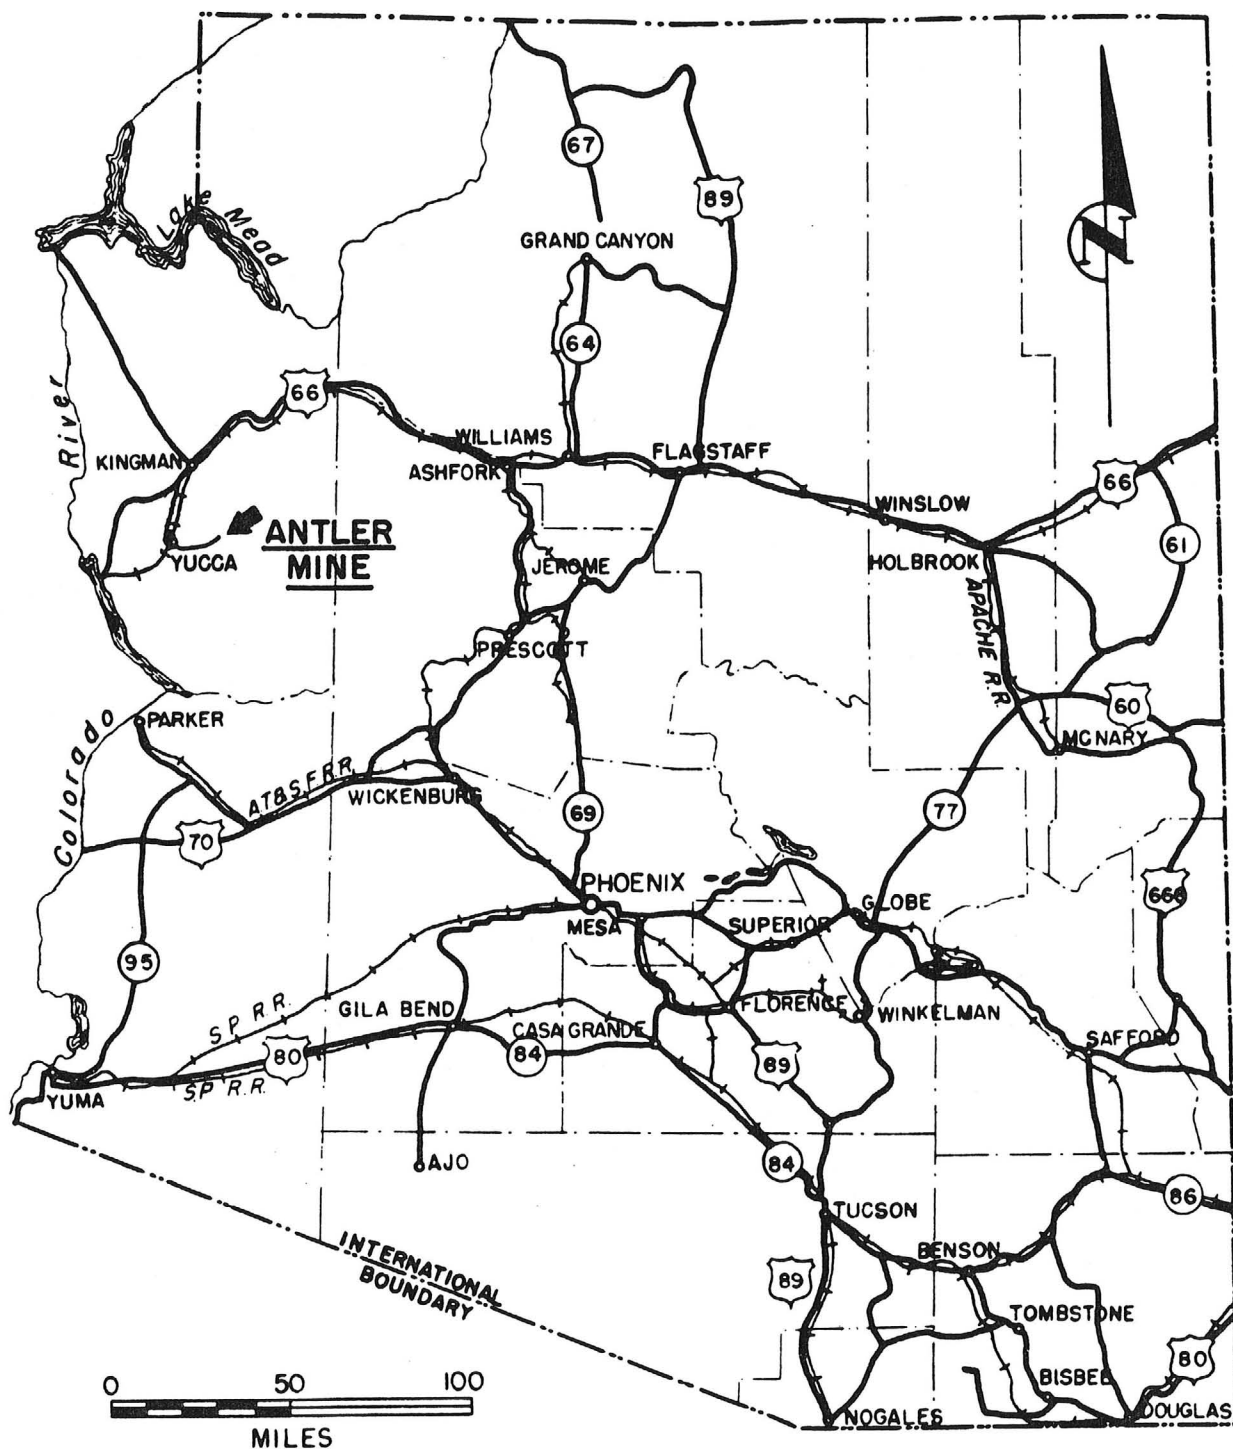 67
89
Lake Mead
GRAND CANYON
N
64
66
River
WILLIAMS
KINGMAN
ASHFORK
FLAGSTAFF
66
WINSLOW
ANTLER
MINE
YUCCA
61
HOLBROOK
JEROME
APACHE R.R.
PRESCOTT
60
Colorado
PARKER
MC NARY
A.T.&S.F.R.R.
WICKENBURG
69
77
70
PHOENIX
666
GLOBE
MESA
SUPERIOR
95
S.P. R.R.
GILA BEND
FLORENCE
WINKELMAN
CASA GRANDE
80
84
SAFFORD
89
S.P. R.R.
YUMA
84
AJO
86
TUCSON
INTERNATIONAL
BOUNDARY
BENSON
89
TOMBSTONE
80
BISBEE
0 50 100
MILES
NOGALES
DOUGLAS